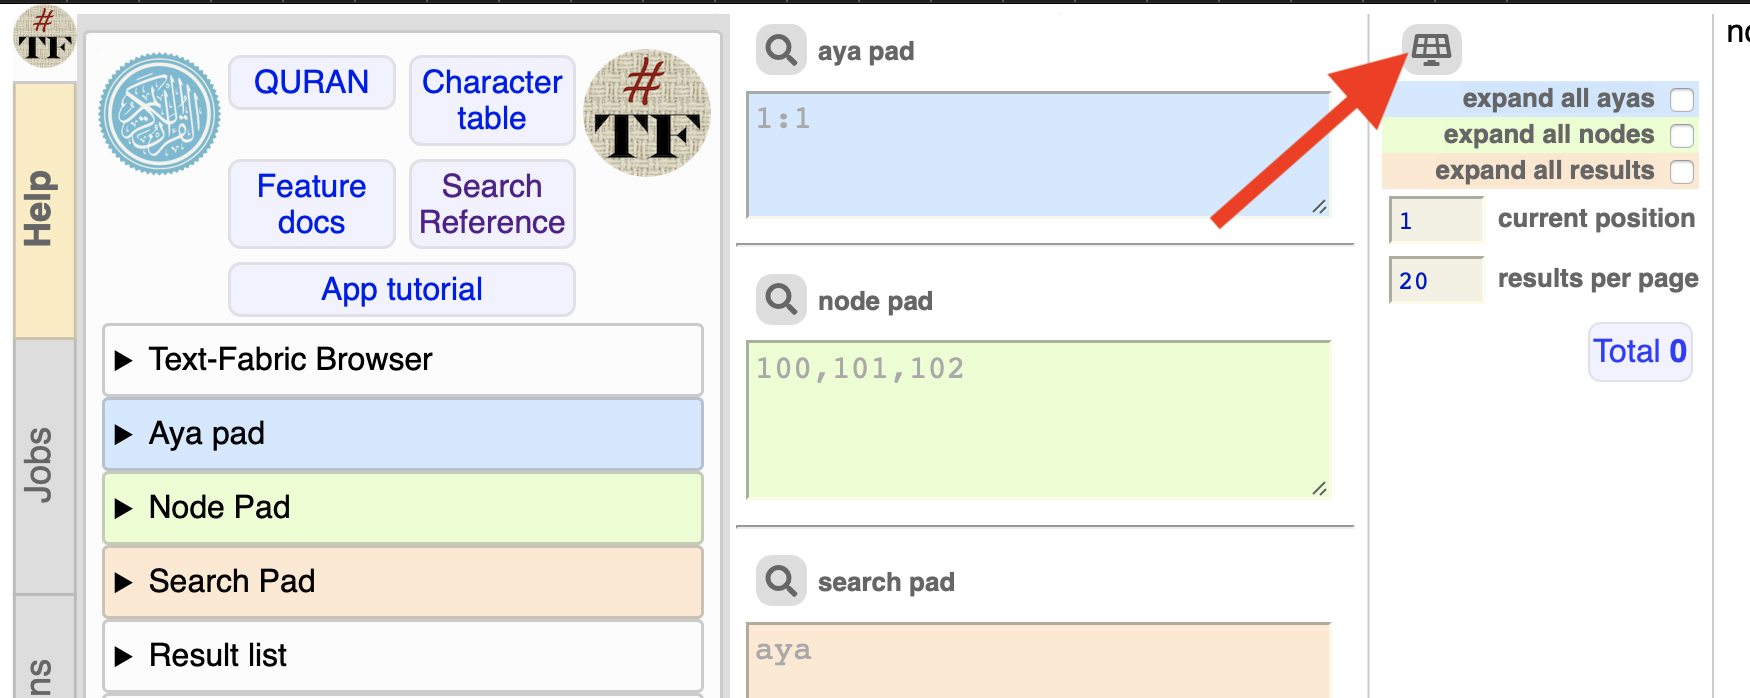 #
TF
Help
Jobs
ns
QURAN
Character
table
#
TF
Feature
docs
Search
Reference
App tutorial
Text-Fabric Browser
Aya pad
Node Pad
Search Pad
Result list
aya pad
1:1
node pad
100,101,102
search pad
aya
expand all ayas
expand all nodes
expand all results
1 current position
20 results per page
Total 0
no